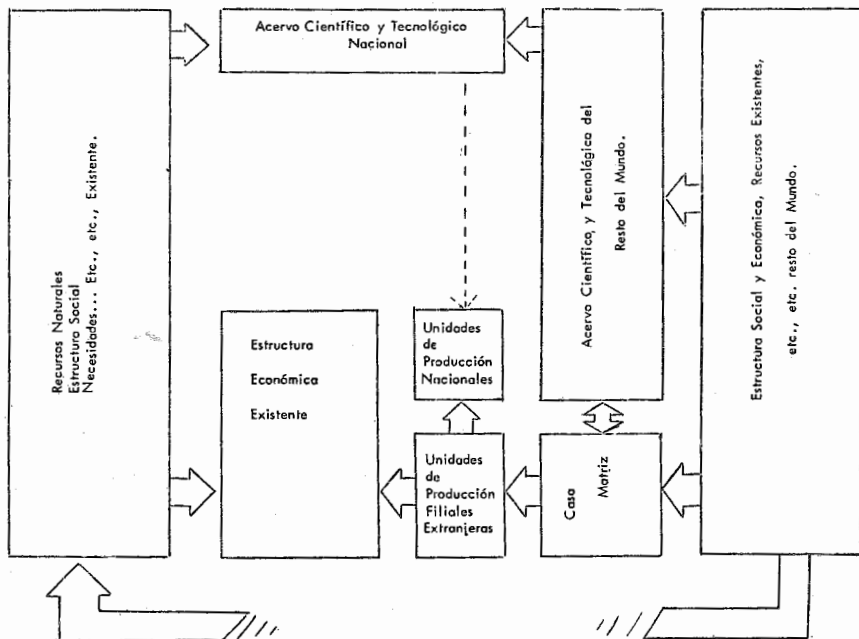 Acervo Científico y Tecnológico
Nacional
Recursos Naturales
Estructura Social
Necesidades... Etc., etc., Existente.
Estructura
Económica
Existente
Unidades
de
Producción
Nacionales
Unidades
de
Producción
Filiales
Extranjeras
Acervo Científico, y Tecnológico del
Resto del Mundo.
Casa
Matriz
Estructura Social y Económica, Recursos Existentes,
etc., etc. resto del Mundo.